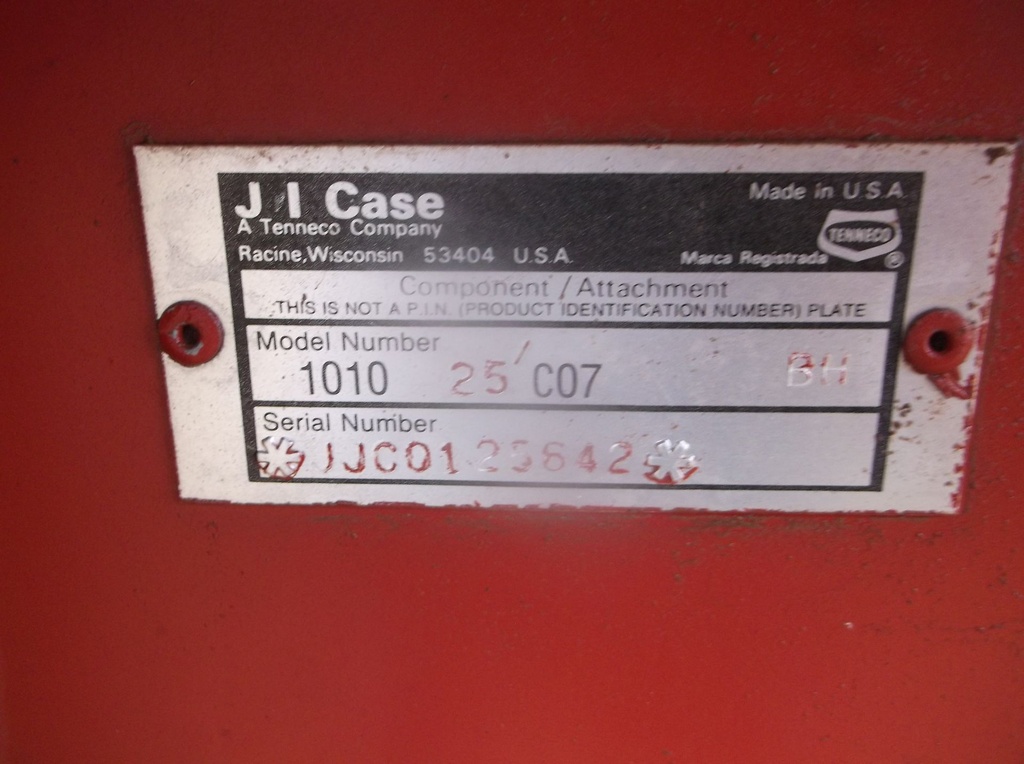 J I Case
A Tenneco Company
Racine, Wisconsin 53404 U.S.A.
Made in U.S.A.
TENNECO
Marca Registrada ®
Component / Attachment
THIS IS NOT A P.I.N. (PRODUCT IDENTIFICATION NUMBER) PLATE
Model Number
1010 25' C07 BH
Serial Number
*JJC0125642*